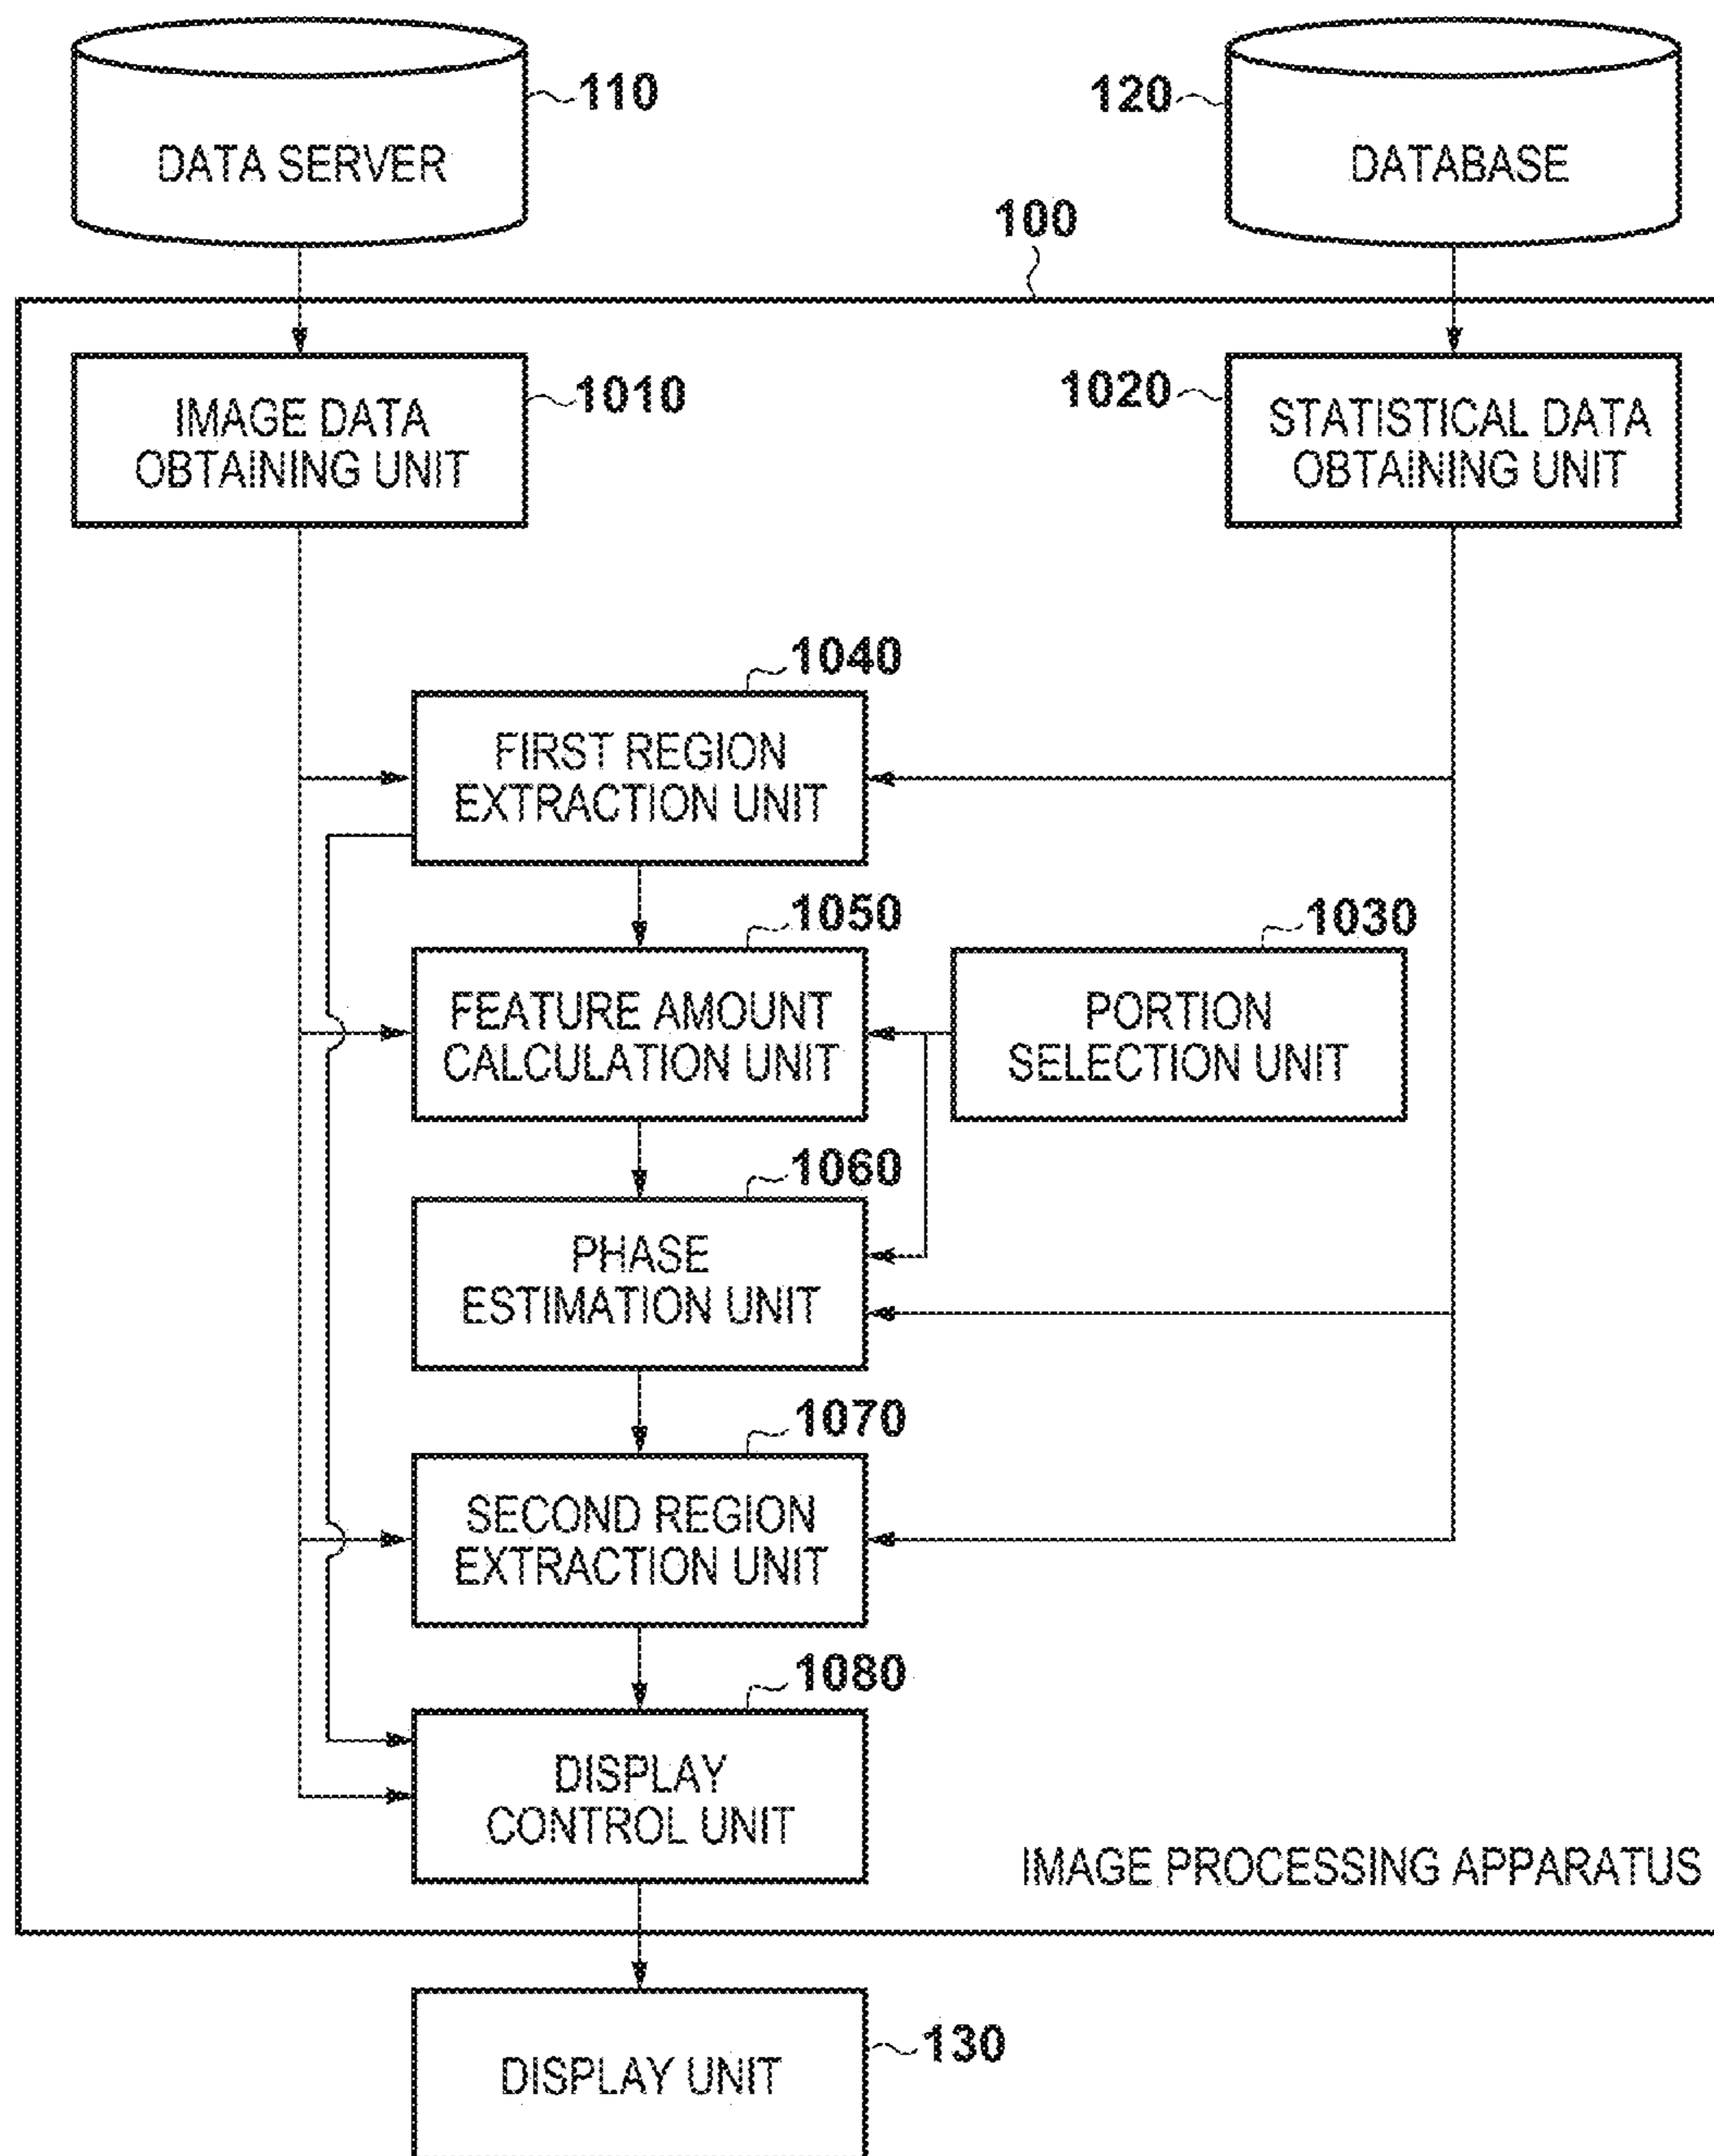 110
DATA SERVER
120
DATABASE
100
1010
IMAGE DATA
OBTAINING UNIT
1020
STATISTICAL DATA
OBTAINING UNIT
1040
FIRST REGION
EXTRACTION UNIT
1050
FEATURE AMOUNT
CALCULATION UNIT
1030
PORTION
SELECTION UNIT
1060
PHASE
ESTIMATION UNIT
1070
SECOND REGION
EXTRACTION UNIT
1080
DISPLAY
CONTROL UNIT
IMAGE PROCESSING APPARATUS
130
DISPLAY UNIT